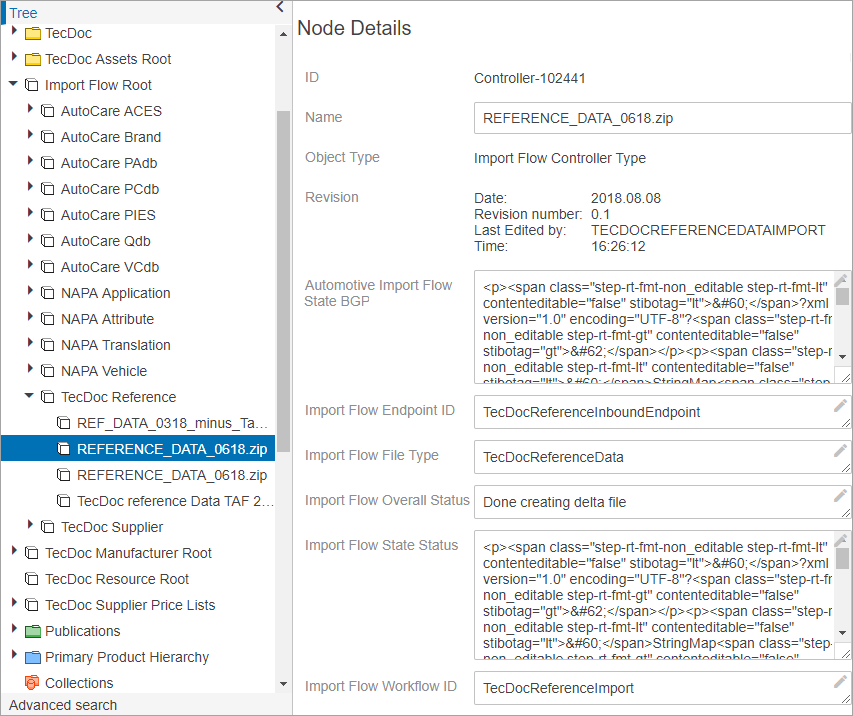 Tree
TecDoc
TecDoc Assets Root
Import Flow Root
AutoCare ACES
AutoCare Brand
AutoCare PAdb
AutoCare PCdb
AutoCare PIES
AutoCare Qdb
AutoCare VCdb
NAPA Application
NAPA Attribute
NAPA Translation
NAPA Vehicle
TecDoc Reference
REF_DATA_0318_minus_Ta...
REFERENCE_DATA_0618.zip
REFERENCE_DATA_0618.zip
TecDoc reference Data TAF 2...
TecDoc Supplier
TecDoc Manufacturer Root
TecDoc Resource Root
TecDoc Supplier Price Lists
Publications
Primary Product Hierarchy
Collections
Advanced search
Node Details
ID
Controller-102441
Name
REFERENCE_DATA_0618.zip
Object Type
Import Flow Controller Type
Revision
Date: 2018.08.08
Revision number: 0.1
Last Edited by: TECDOCREFERENCEDATAIMPORT
Time: 16:26:12
Automotive Import Flow
State BGP
<p><span class="step-rt-fmt-non_editable step-rt-fmt-lt"
contenteditable="false" stibotag="lt">&#60;</span>?xml
version="1.0" encoding="UTF-8"?<span class="step-rt-fr
non_editable step-rt-fmt-gt" contenteditable="false"
stibotag="gt">&#62;</span></p><p><span class="step-r
non_editable step-rt-fmt-lt" contenteditable="false"
stibotag="lt">&#60;</span>StringMap<span class="step-
Import Flow Endpoint ID
TecDocReferenceInboundEndpoint
Import Flow File Type
TecDocReferenceData
Import Flow Overall Status
Done creating delta file
Import Flow State Status
<p><span class="step-rt-fmt-non_editable step-rt-fmt-lt"
contenteditable="false" stibotag="lt">&#60;</span>?xml
version="1.0" encoding="UTF-8"?<span class="step-rt-fr
non_editable step-rt-fmt-gt" contenteditable="false"
stibotag="gt">&#62;</span></p><p><span class="step-r
non_editable step-rt-fmt-lt" contenteditable="false"
stibotag="lt">&#60;</span>StringMap<span class="step-
non_editable step-rt-fmt-gt" contenteditable="false"
Import Flow Workflow ID
TecDocReferenceImport